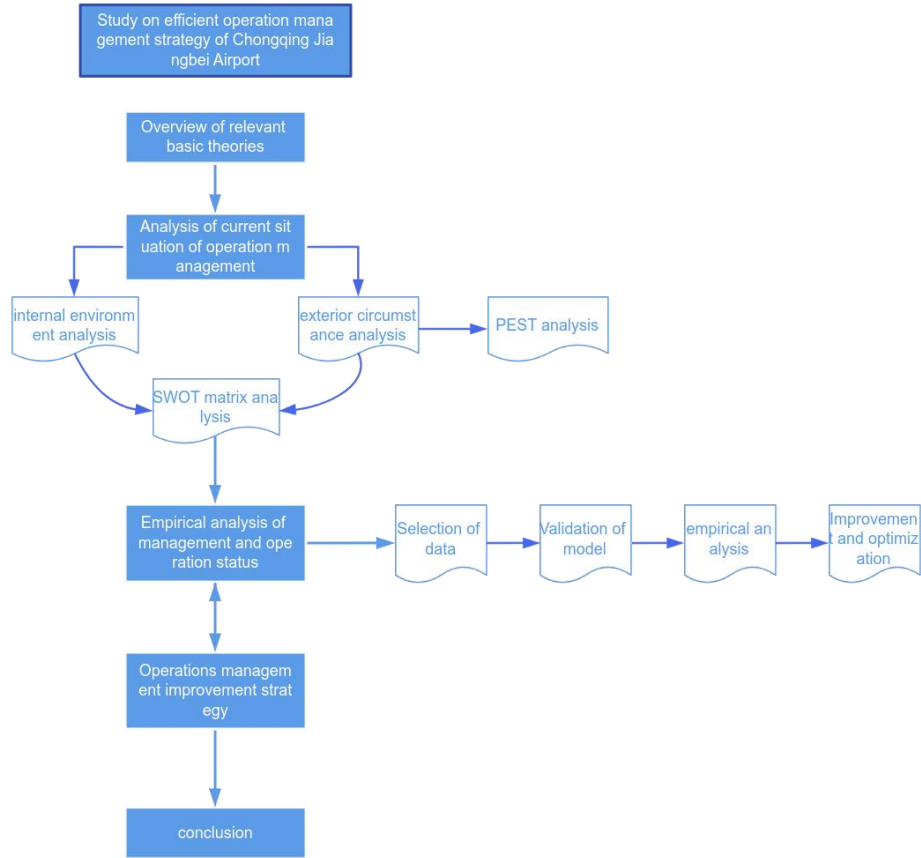 Study on efficient operation mana
gement strategy of Chongqing Jia
ngbei Airport
Overview of relevant
basic theories
Analysis of current sit
uation of operation m
anagement
internal environm
ent analysis
exterior circumst
ance analysis
PEST analysis
SWOT matrix ana
lysis
Empirical analysis of
management and ope
ration status
Selection of
data
Validation of
model
empirical an
alysis
Improvemen
t and optimiz
ation
Operations managem
ent improvement strat
egy
conclusion